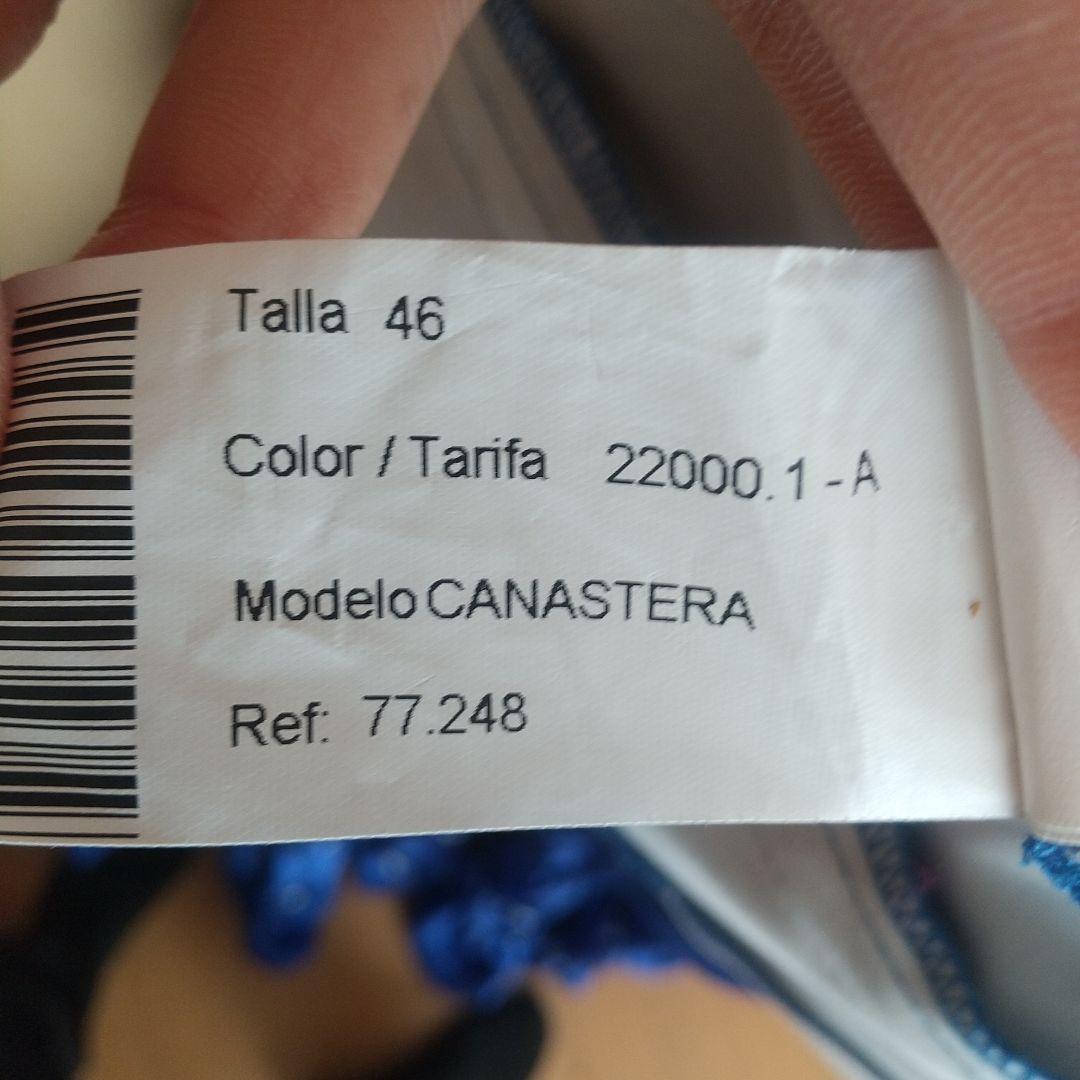 Talla 46
Color / Tarifa 22000.1 - A
Modelo CANASTERA
Ref: 77.248